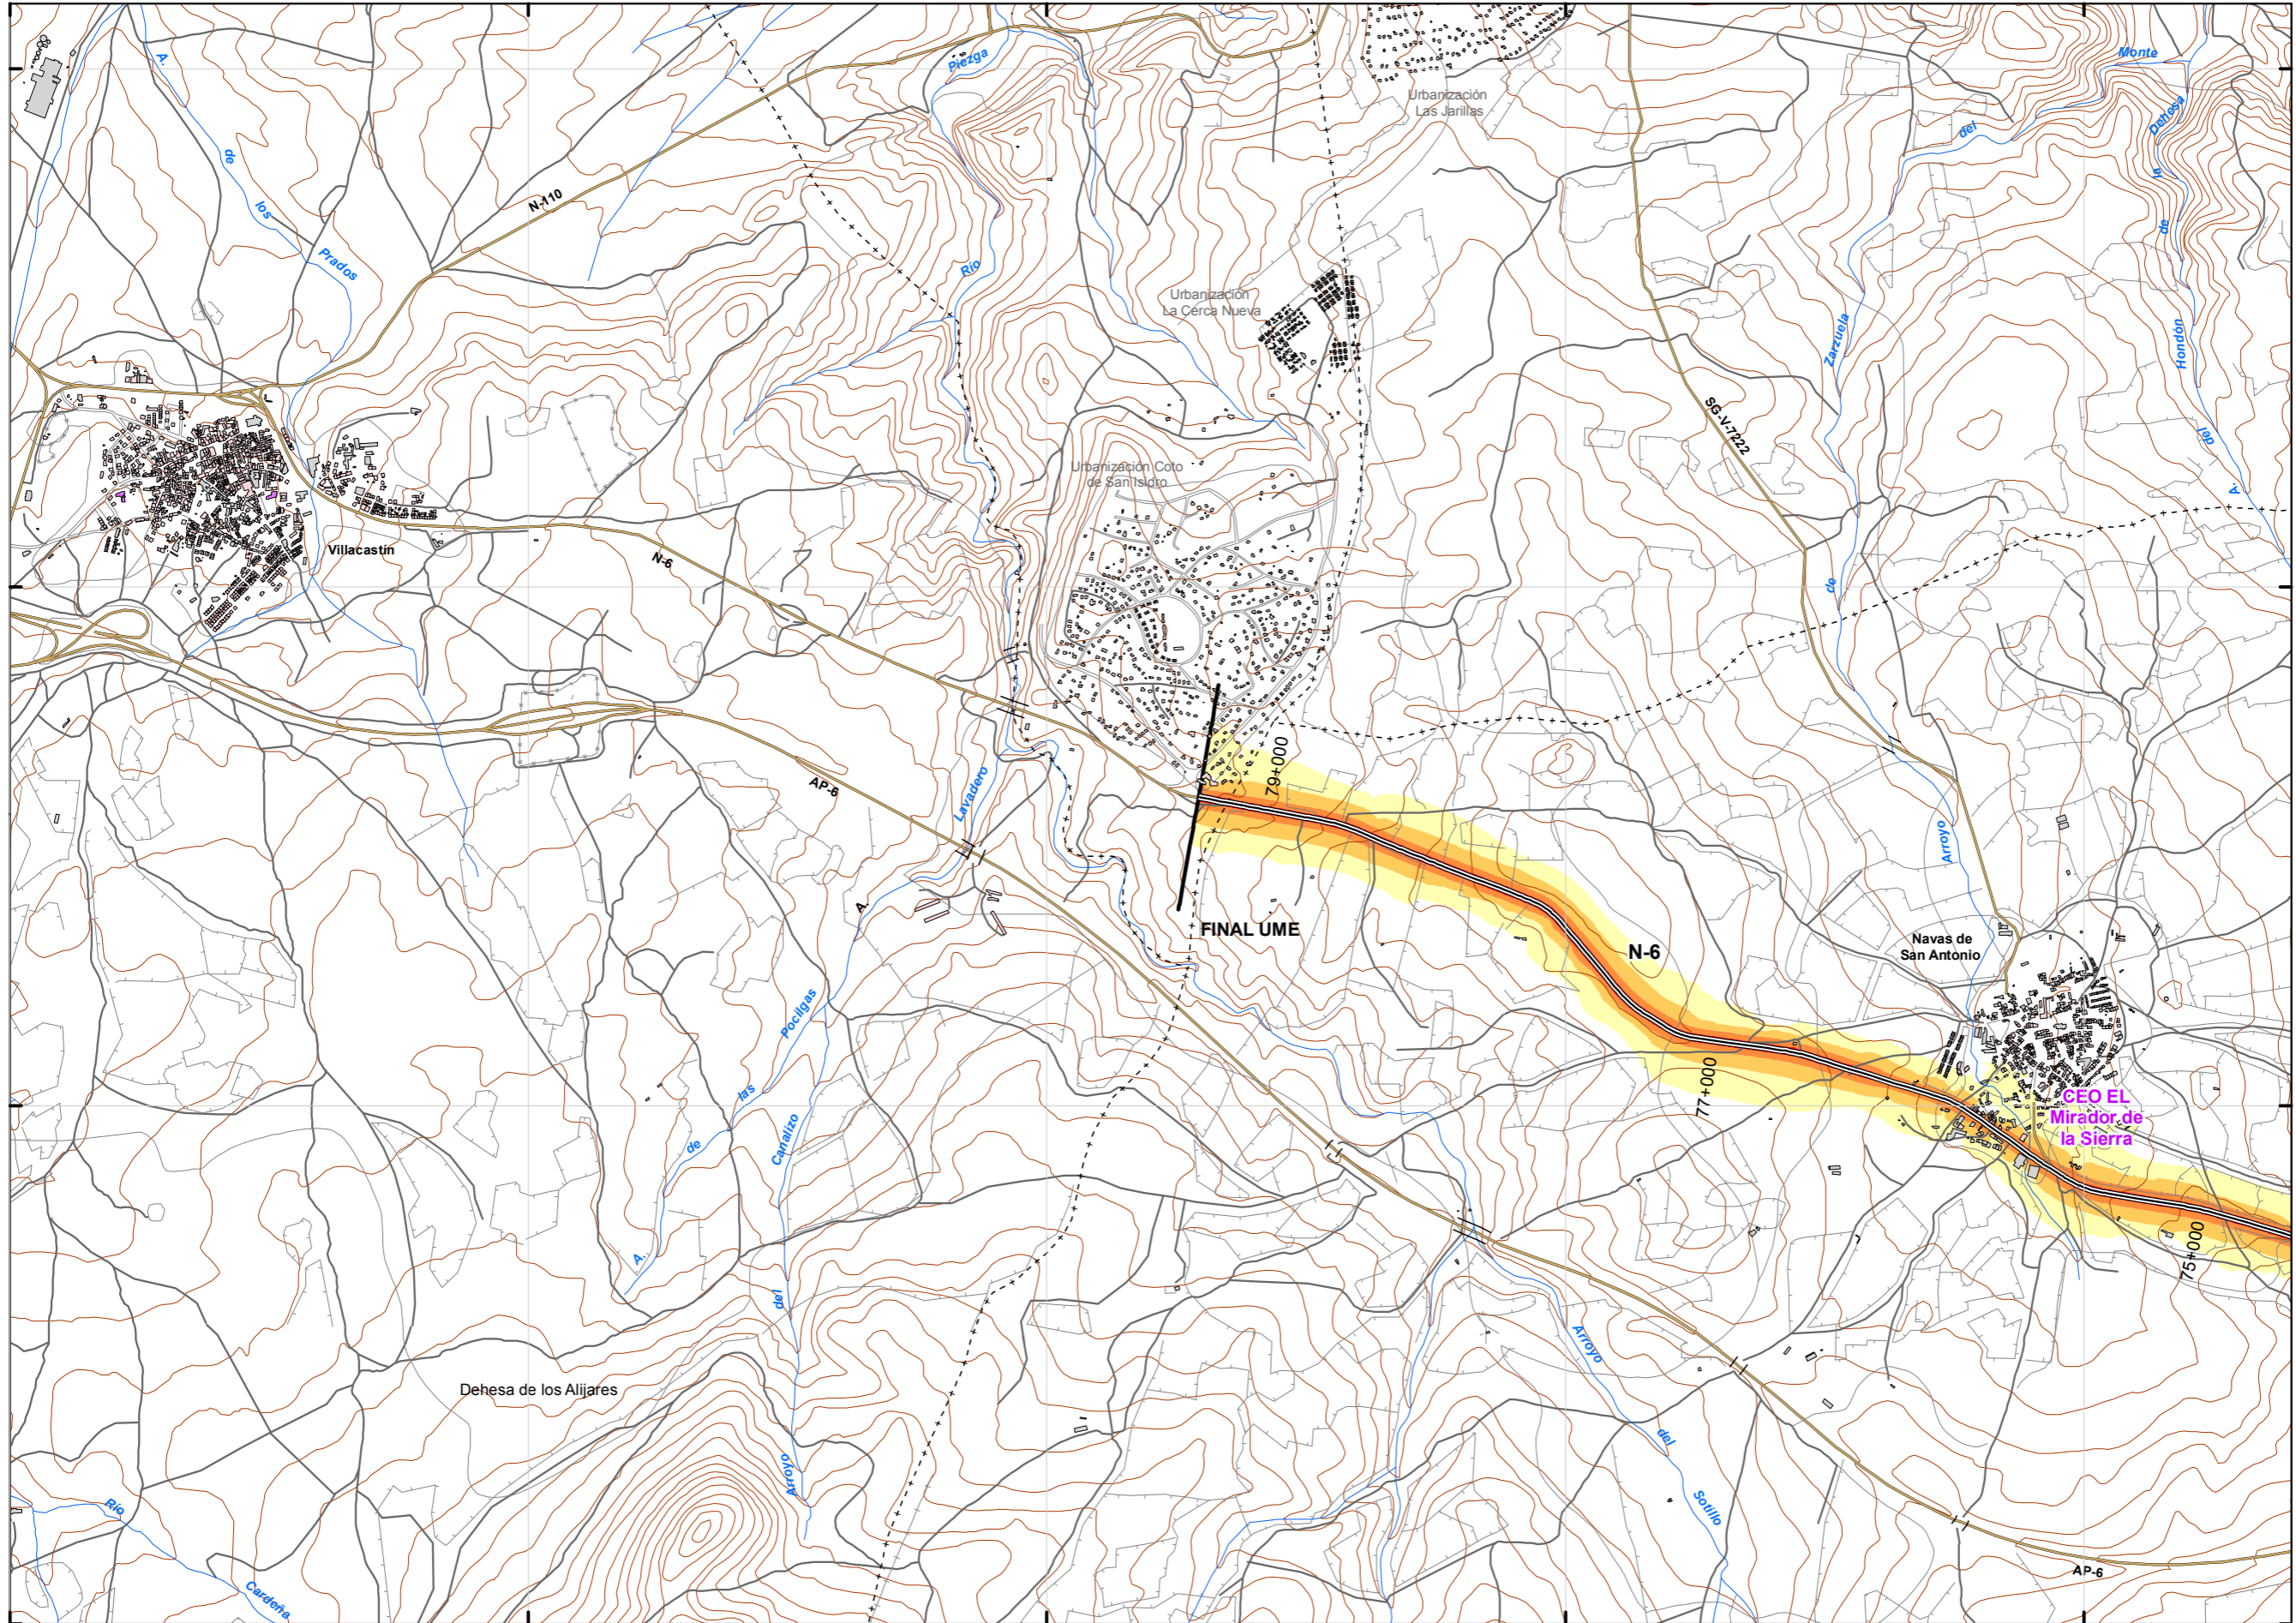 A.
de
los
Prados
N-110
Piezga
Río
Urbanización
Las Jarillas
Monte
del
Dehesa
la
de
Hondón
del
A.
Urbanización
La Cerca Nueva
Zarzuela
de
Arroyo
SG-V-7222
Urbanización Coto
de San Isidro
Villacastín
N-6
AP-6
Lavadero
A.
79+000
FINAL UME
N-6
Navas de
San Antonio
77+000
CEO EL
Mirador de
la Sierra
75+000
Pocilgas
las
de
A.
Canalizo
del
Arroyo
Dehesa de los Alijares
Arroyo
del
Sotillo
Río
Cardeña
AP-6